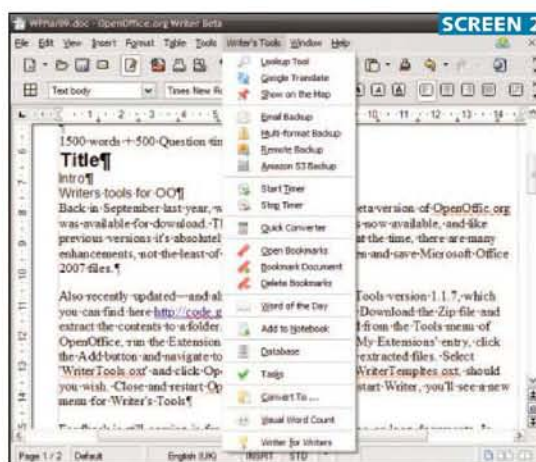 WPMar09.doc - OpenOffice.org Writer Beta
SCREEN 2
File Edit View Insert Format Table Tools Writer's Tools Window Help
Text body
Times New
Lookup Tool
Google Translate
Show on the Map
Email Backup
Multi-format Backup
Remote Backup
Amazon S3 Backup
Start Timer
Stop Timer
Quick Converter
Open Bookmarks
Bookmark Document
Delete Bookmarks
Word of the Day
Add to Notebook
Database
Tasks
Convert To ...
Visual Word Count
Writer for Writers
1500 words + 500 Question
Title¶
Intro¶
Writers tools for OO¶
Back in September last year, eta version of OpenOffic.org
was available for download. s now available, and like
previous versions it's absolutel at the time, there are many
enhancements, not the least of and save Microsoft Office
2007 files.¶
Also recently updated—and al Tools version 1.1.7, which
you can find here http://code.g Download the Zip file and
extract the contents to a folder. from the Tools menu of
OpenOffice, run the Extension My Extensions' entry, click
the Add button and navigate to extracted files. Select
'WriterTools.oxt' and click Op WriterTempltes.oxt, should
you wish. Close and restart Op start Writer, you'll see a new
menu for Writer's Tools¶
Page 1 / 2 Default English (UK) INSRT STD